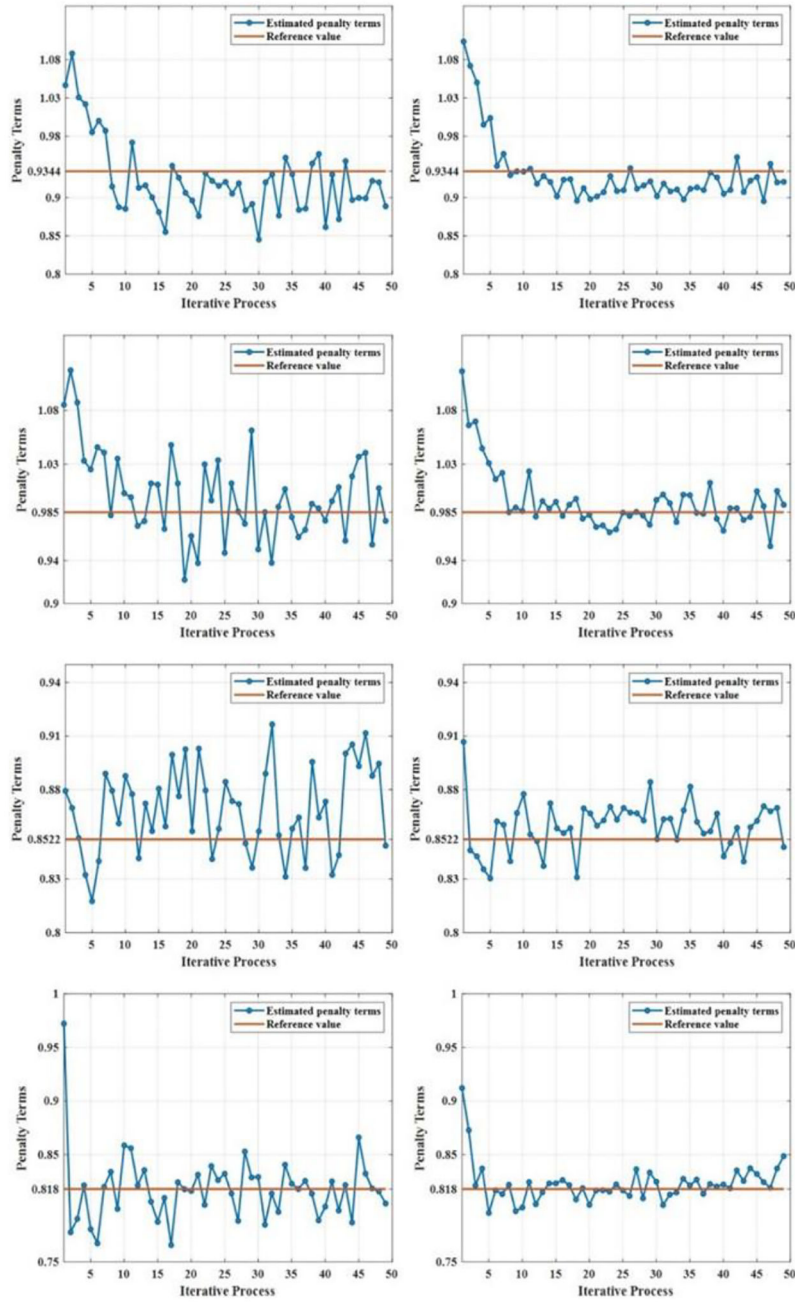 Estimated penalty terms
Reference value
1.08
1.03
0.98
0.9344
0.9
0.85
0.8
Penalty Terms
5 10 15 20 25 30 35 40 45 50
Iterative Process
Estimated penalty terms
Reference value
1.08
1.03
0.98
0.9344
0.9
0.85
0.8
Penalty Terms
5 10 15 20 25 30 35 40 45 50
Iterative Process
Estimated penalty terms
Reference value
1.08
1.03
0.985
0.94
0.9
Penalty Terms
5 10 15 20 25 30 35 40 45 50
Iterative Process
Estimated penalty terms
Reference value
1.08
1.03
0.985
0.94
0.9
Penalty Terms
5 10 15 20 25 30 35 40 45 50
Iterative Process
Estimated penalty terms
Reference value
0.94
0.91
0.88
0.8522
0.83
0.8
Penalty Terms
5 10 15 20 25 30 35 40 45 50
Iterative Process
Estimated penalty terms
Reference value
0.94
0.91
0.88
0.8522
0.83
0.8
Penalty Terms
5 10 15 20 25 30 35 40 45 50
Iterative Process
Estimated penalty terms
Reference value
1
0.95
0.9
0.85
0.818
0.75
Penalty Terms
5 10 15 20 25 30 35 40 45 50
Iterative Process
Estimated penalty terms
Reference value
1
0.95
0.9
0.85
0.818
0.75
Penalty Terms
5 10 15 20 25 30 35 40 45 50
Iterative Process